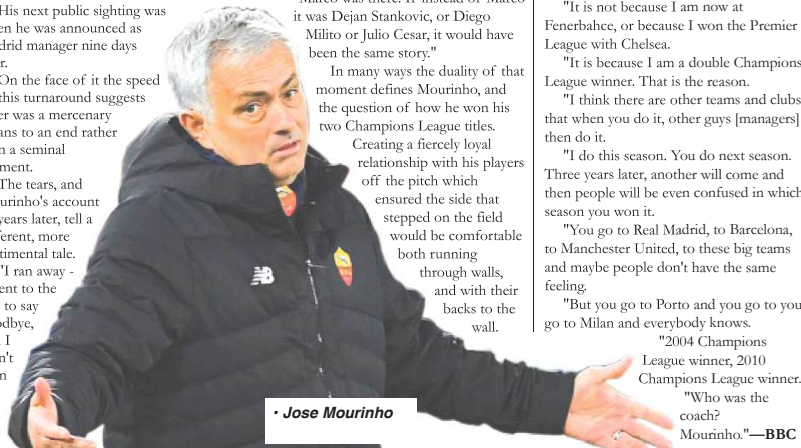 His next public sighting was
en he was announced as
drid manager nine days
r.
On the face of it the speed
this turnaround suggests
er was a mercenary
ans to an end rather
n a seminal
ment.
The tears, and
urinho's account
years later, tell a
ferent, more
timental tale.
"I ran away -
ent to the
to say
odbye,
I
n't
m
Marco was there. If instead of Marco
it was Dejan Stankovic, or Diego
Milito or Julio Cesar, it would have
been the same story."
In many ways the duality of that
moment defines Mourinho, and
the question of how he won his
two Champions League titles.
Creating a fiercely loyal
relationship with his players
off the pitch which
ensured the side that
stepped on the field
would be comfortable
both running
through walls,
and with their
backs to the
wall.
NB
• Jose Mourinho
"It is not because I am now at
Fenerbahce, or because I won the Premier
League with Chelsea.
"It is because I am a double Champions
League winner. That is the reason.
"I think there are other teams and clubs
that when you do it, other guys [managers]
then do it.
"I do this season. You do next season.
Three years later, another will come and
then people will be even confused in which
season you won it.
"You go to Real Madrid, to Barcelona,
to Manchester United, to these big teams
and maybe people don't have the same
feeling.
"But you go to Porto and you go to you
go to Milan and everybody knows.
"2004 Champions
League winner, 2010
Champions League winner.
"Who was the
coach?
Mourinho."—BBC